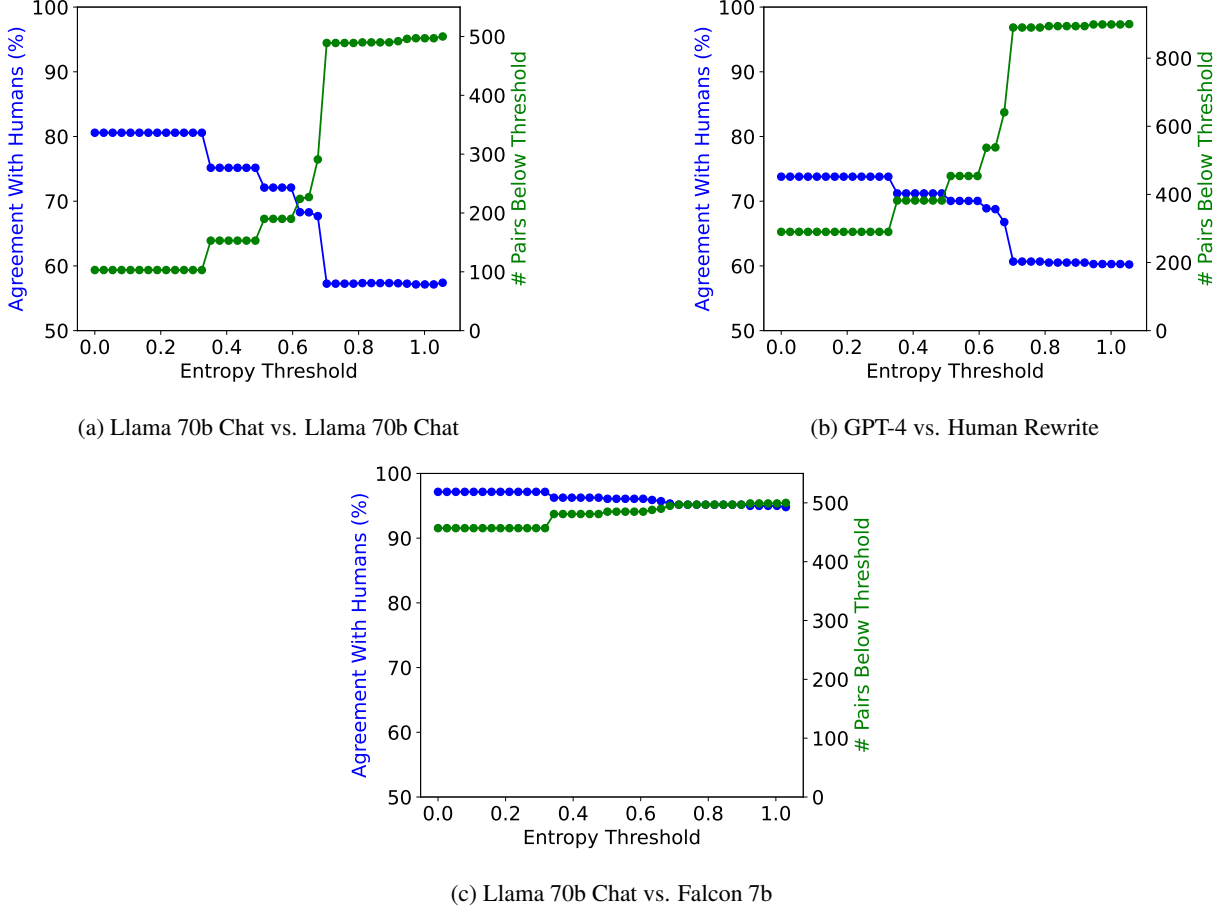 100
90
80
70
60
50
Agreement With Humans (%)
500
400
300
200
100
0
# Pairs Below Threshold
0.0 0.2 0.4 0.6 0.8 1.0
Entropy Threshold
(a) Llama 70b Chat vs. Llama 70b Chat
100
90
80
70
60
50
Agreement With Humans (%)
800
600
400
200
0
# Pairs Below Threshold
0.0 0.2 0.4 0.6 0.8 1.0
Entropy Threshold
(b) GPT-4 vs. Human Rewrite
100
90
80
70
60
50
Agreement With Humans (%)
500
400
300
200
100
0
# Pairs Below Threshold
0.0 0.2 0.4 0.6 0.8 1.0
Entropy Threshold
(c) Llama 70b Chat vs. Falcon 7b